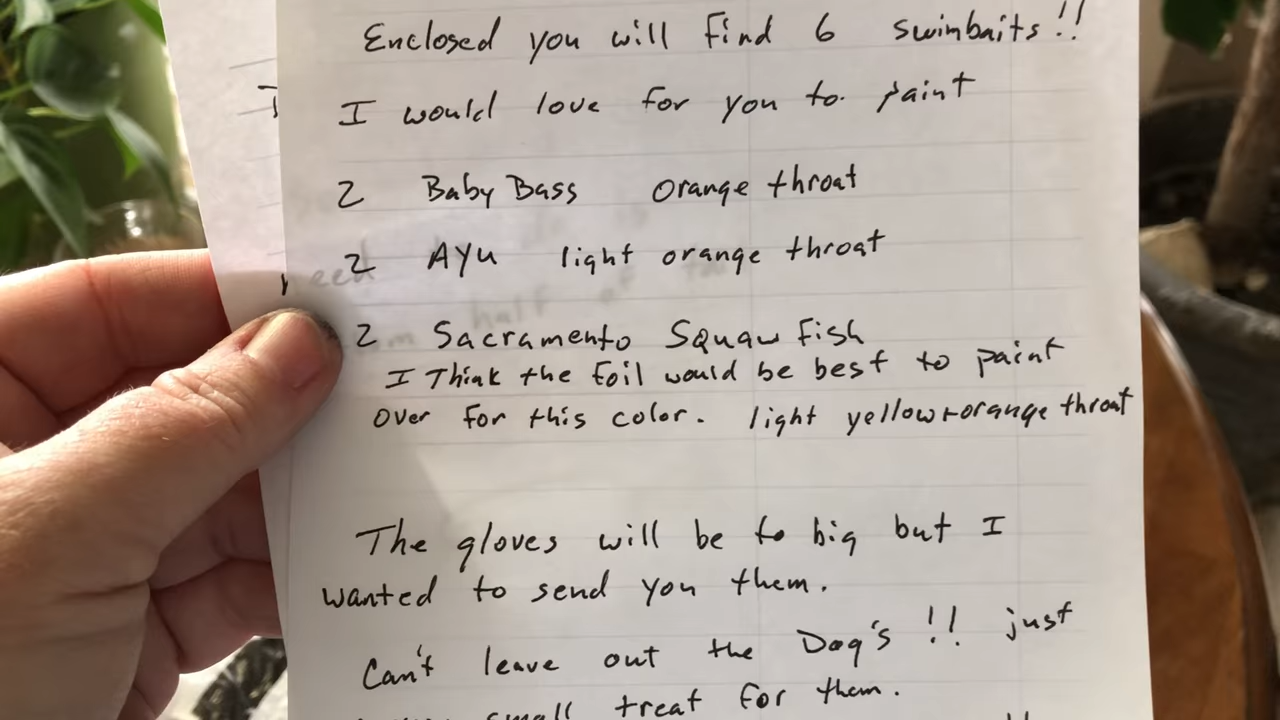 Enclosed you will find 6 swimbaits!!
I would love for you to paint
2 Baby Bass orange throat
2 Ayu light orange throat
2 Sacramento Squaw fish
I Think the foil would be best to paint
over for this color. light yellow+orange throat
The gloves will be to big but I
wanted to send you them.
Can't leave out the Dog's !! just
small treat for them.